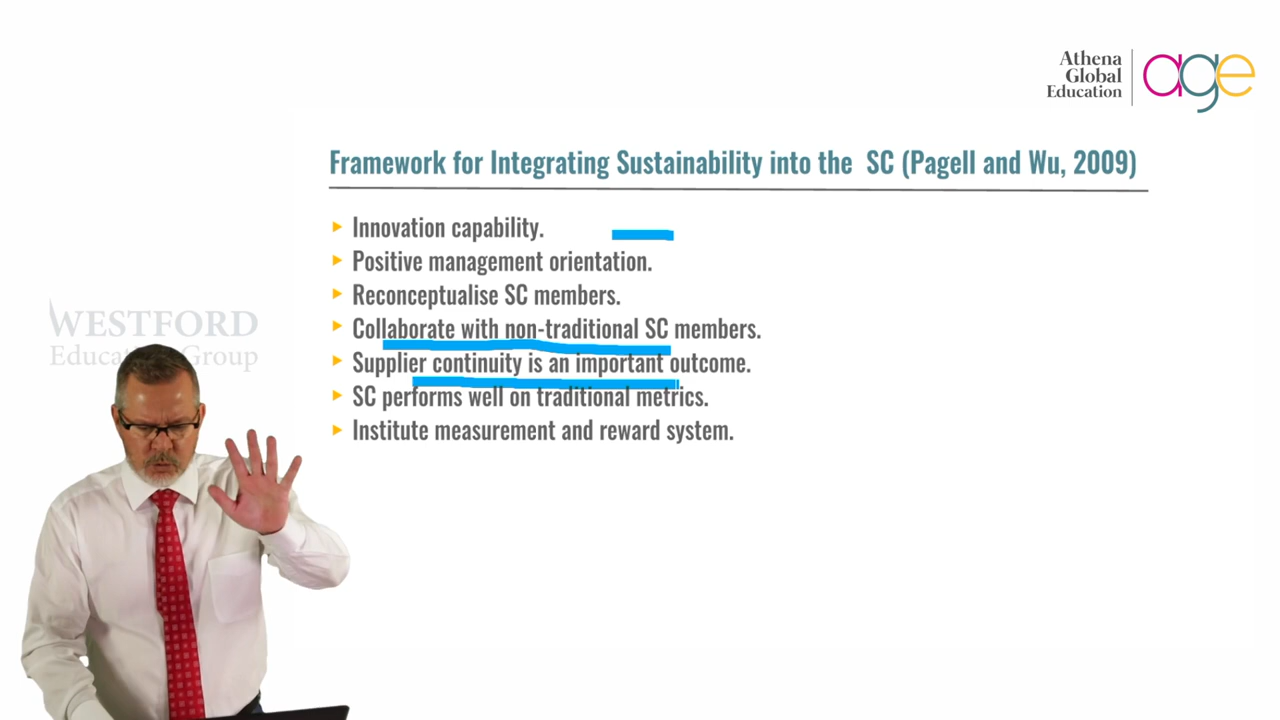 Athena
Global
Education
age
Framework for Integrating Sustainability into the SC (Pagell and Wu, 2009)
Innovation capability.
Positive management orientation.
Reconceptualise SC members.
Collaborate with non-traditional SC members.
Supplier continuity is an important outcome.
SC performs well on traditional metrics.
Institute measurement and reward system.
WESTFORD
Education Group